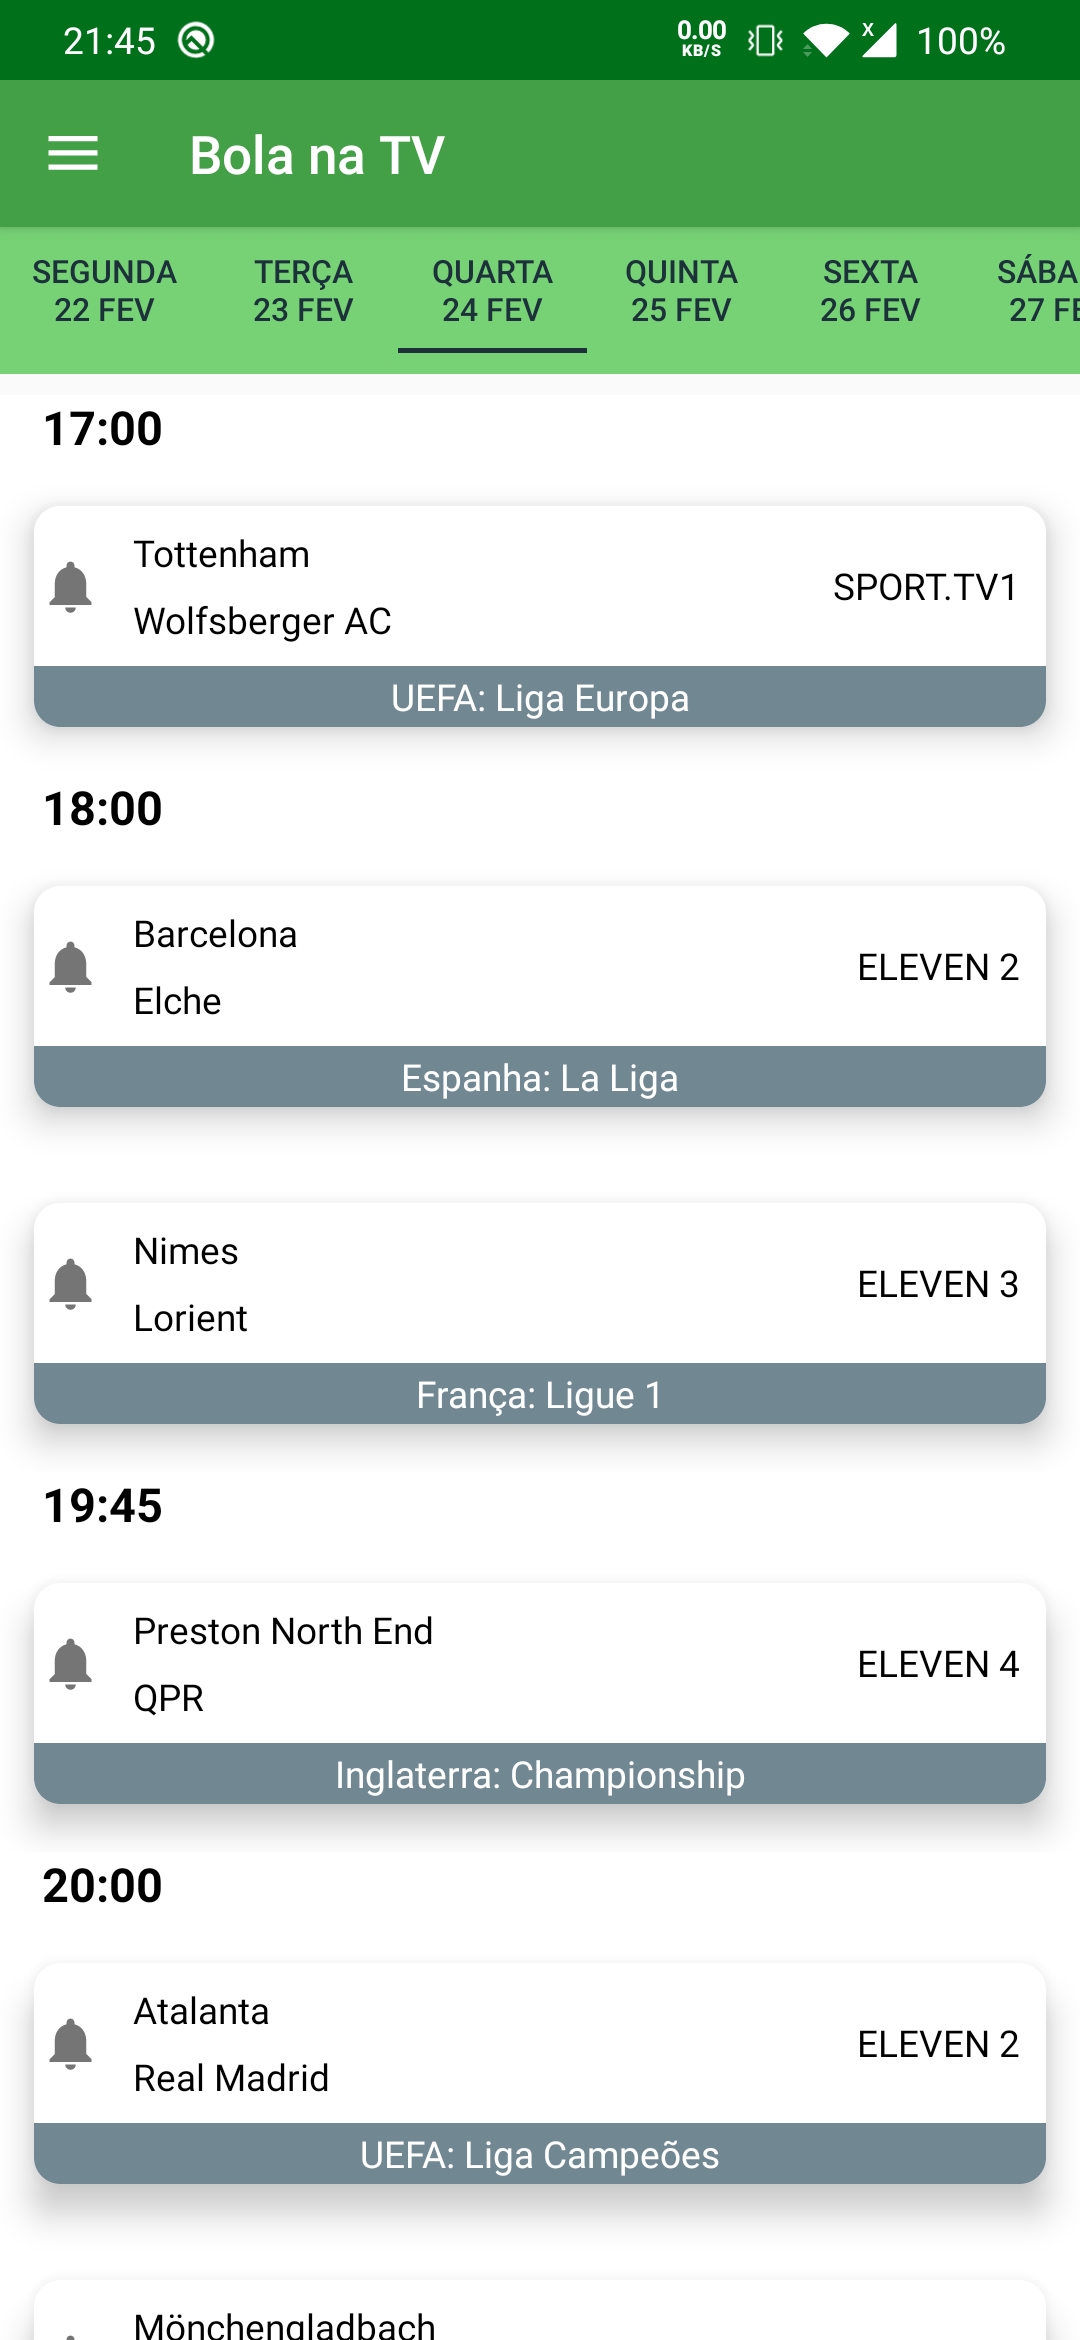 21:45
0.00
KB/S
X
100%
Bola na TV
SEGUNDA
22 FEV
TERÇA
23 FEV
QUARTA
24 FEV
QUINTA
25 FEV
SEXTA
26 FEV
SÁBA
27 FE
17:00
Tottenham
Wolfsberger AC
SPORT.TV1
UEFA: Liga Europa
18:00
Barcelona
Elche
ELEVEN 2
Espanha: La Liga
Nimes
Lorient
ELEVEN 3
França: Ligue 1
19:45
Preston North End
QPR
ELEVEN 4
Inglaterra: Championship
20:00
Atalanta
Real Madrid
ELEVEN 2
UEFA: Liga Campeões
Mönchengladbach